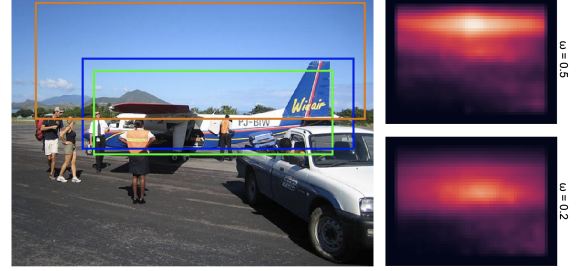 Winair
PJ-BIW
ω = 0.5
ω = 0.2